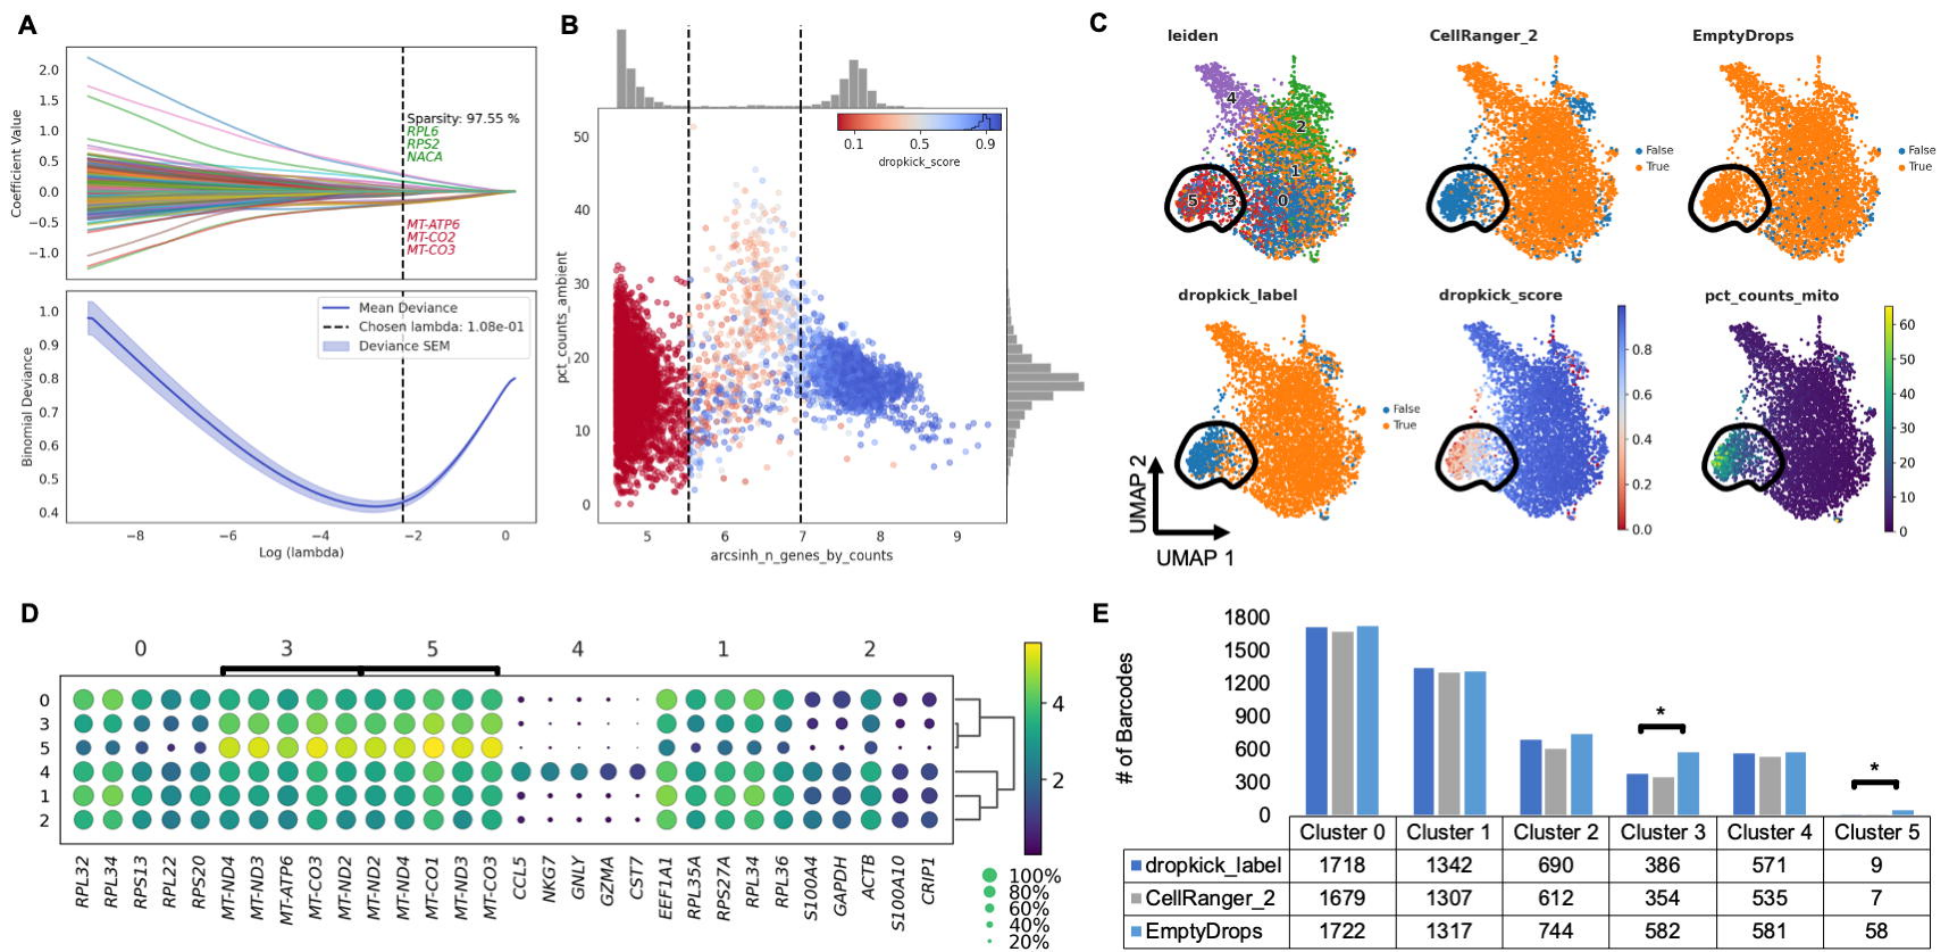 A
2.0
1.5
1.0
0.5
0.0
−0.5
−1.0
Coefficient Value
Sparsity: 97.55 %
RPL6
RPS2
NACA
MT-ATP6
MT-CO2
MT-CO3
1.0
0.9
0.8
0.7
0.6
0.5
0.4
Binomial Deviance
Mean Deviance
Chosen lambda: 1.08e-01
Deviance SEM
−8 −6 −4 −2 0
Log (lambda)
B
50
40
30
20
10
0
pct_counts_ambient
0.1 0.5 0.9
dropkick_score
5 6 7 8 9
arcsinh_n_genes_by_counts
C
leiden
4
2
1
5 3 0
CellRanger_2
False
True
EmptyDrops
False
True
dropkick_label
False
True
dropkick_score
0.8
0.6
0.4
0.2
0.0
pct_counts_mito
60
50
40
30
20
10
0
UMAP 2
UMAP 1
D
0 3 5 4 1 2
0
3
5
4
1
2
RPL32
RPL34
RPS13
RPL22
RPS20
MT-ND4
MT-ND3
MT-ATP6
MT-CO3
MT-ND2
MT-ND2
MT-ND4
MT-CO1
MT-ND3
MT-CO3
CCL5
NKG7
GNLY
GZMA
CST7
EEF1A1
RPL35A
RPS27A
RPL34
RPL36
S100A4
GAPDH
ACTB
S100A10
CRIP1
4
2
100%
80%
60%
40%
20%
E
1800
1500
1200
900
600
300
0
# of Barcodes
*
*
Cluster 0 Cluster 1 Cluster 2 Cluster 3 Cluster 4 Cluster 5
dropkick_label 1718 1342 690 386 571 9
CellRanger_2 1679 1307 612 354 535 7
EmptyDrops 1722 1317 744 582 581 58